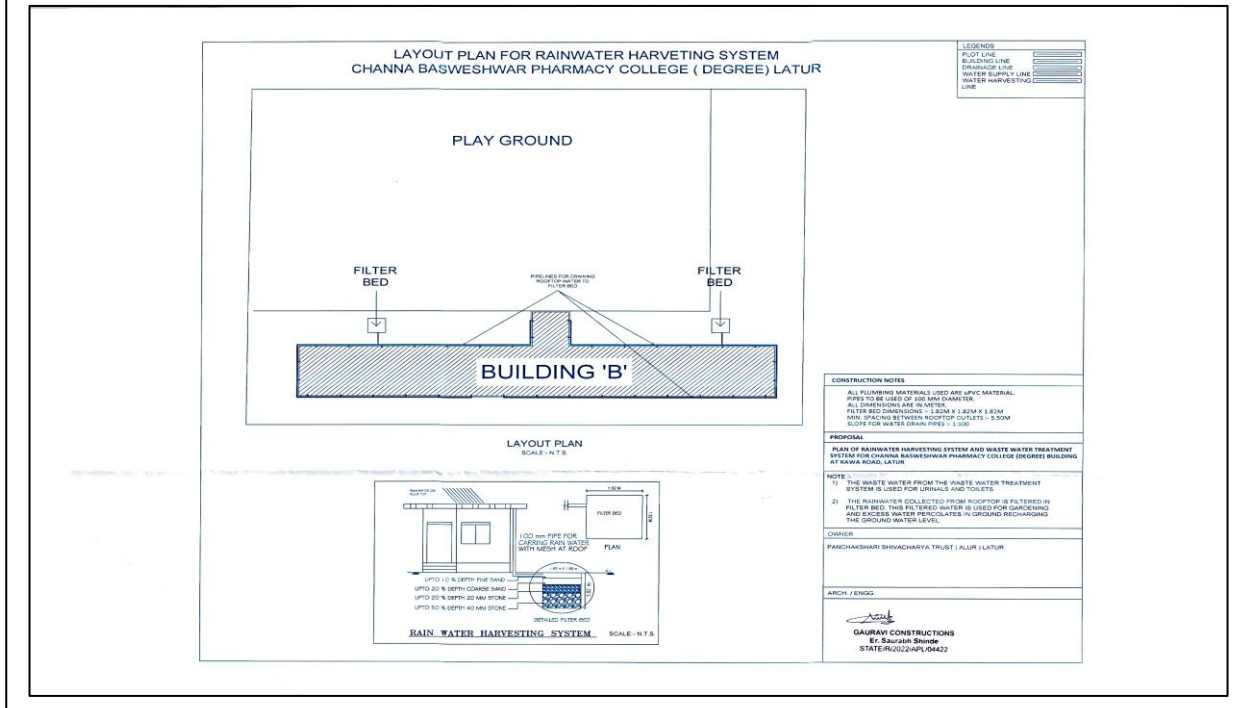 LAYOUT PLAN FOR RAINWATER HARVETING SYSTEM
CHANNA BASWESHWAR PHARMACY COLLEGE ( DEGREE) LATUR
LEGENDS
PLOT LINE
BUILDING LINE
DRAINAGE LINE
WATER SUPPLY LINE
WATER HARVESTING
LINE
PLAY GROUND
FILTER
BED
PIPELINES FOR DRAINING
ROOFTOP WATER TO
FILTER BED
FILTER
BED
BUILDING 'B'
LAYOUT PLAN
SCALE:- N.T.S.
CONSTRUCTION NOTES
ALL PLUMBING MATERIALS USED ARE uPVC MATERIAL.
PIPES TO BE USED OF 100 MM DIAMETER.
ALL DIMENSIONS ARE IN METER.
FILTER BED DIMENSIONS :- 1.82M X 1.82M X 1.82M
MIN. SPACING BETWEEN ROOFTOP OUTLETS :- 5.50M
SLOPE FOR WATER DRAIN PIPES :- 1:100
PROPOSAL
PLAN OF RAINWATER HARVESTING SYSTEM AND WASTE WATER TREATMENT
SYSTEM FOR CHANNA BASWESHWAR PHARMACY COLLEGE (DEGREE) BUILDING
AT KAWA ROAD, LATUR
NOTE :-
1) THE WASTE WATER FROM THE WASTE WATER TREATMENT
SYSTEM IS USED FOR URINALS AND TOILETS.
2) THE RAINWATER COLLECTED FROM ROOFTOP IS FILTERED IN
FILTER BED. THIS FILTERED WATER IS USED FOR GARDENING
AND EXCESS WATER PERCOLATES IN GROUND RECHARGING
THE GROUND WATER LEVEL.
OWNER
PANCHAKSHARI SHIVACHARYA TRUST ( ALUR ) LATUR
ARCH. / ENGG.
GAURAVI CONSTRUCTIONS
Er. Saurabh Shinde
STATE/R/2022/APL/04422
1.82 M
FILTER BED
PLAN
100 mm PIPE FOR
CARRING RAIN WATER
WITH MESH AT ROOF
UPTO 10 % DEPTH FINE SAND
UPTO 20 % DEPTH COARSE SAND
UPTO 20 % DEPTH 20 MM STONE
UPTO 50 % DEPTH 40 MM STONE
DETAILED FILTER BED
RAIN WATER HARVESTING SYSTEM SCALE:- N.T.S.